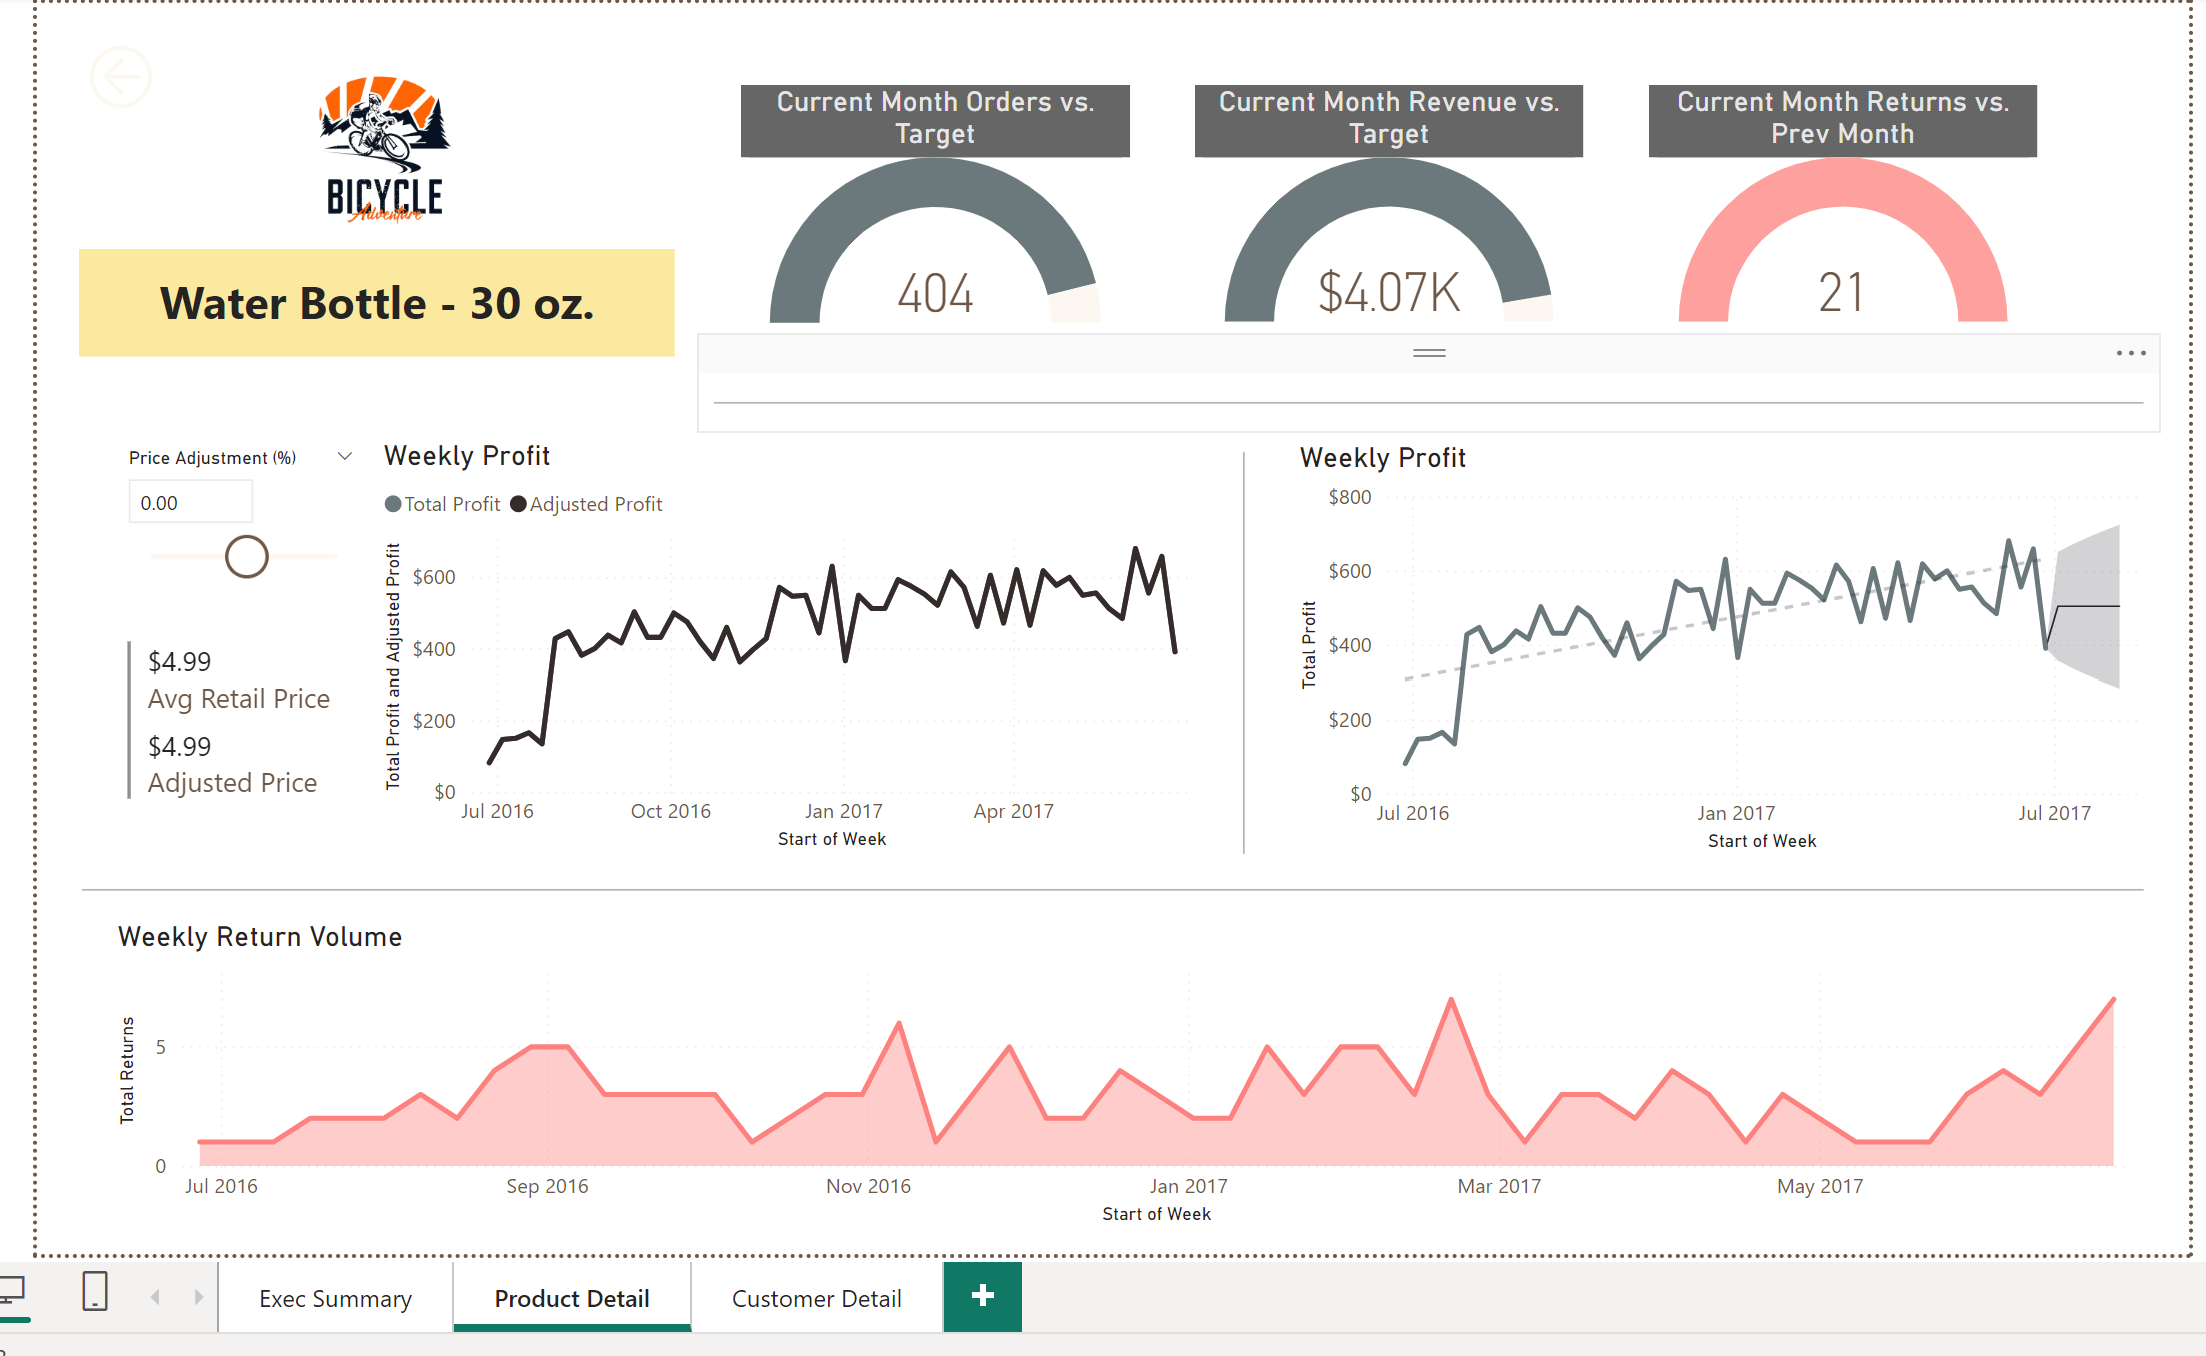 BICYCLE
Adventure
Water Bottle - 30 oz.
Current Month Orders vs.
Target
404
Current Month Revenue vs.
Target
$4.07K
Current Month Returns vs.
Prev Month
21
Price Adjustment (%)
0.00
$4.99
Avg Retail Price
$4.99
Adjusted Price
Weekly Profit
Total Profit
Adjusted Profit
Total Profit and Adjusted Profit
$600
$400
$200
$0
Jul 2016
Oct 2016
Jan 2017
Apr 2017
Start of Week
Weekly Profit
Total Profit
$800
$600
$400
$200
$0
Jul 2016
Jan 2017
Jul 2017
Start of Week
Weekly Return Volume
Total Returns
5
0
Jul 2016
Sep 2016
Nov 2016
Jan 2017
Mar 2017
May 2017
Start of Week
Exec Summary
Product Detail
Customer Detail